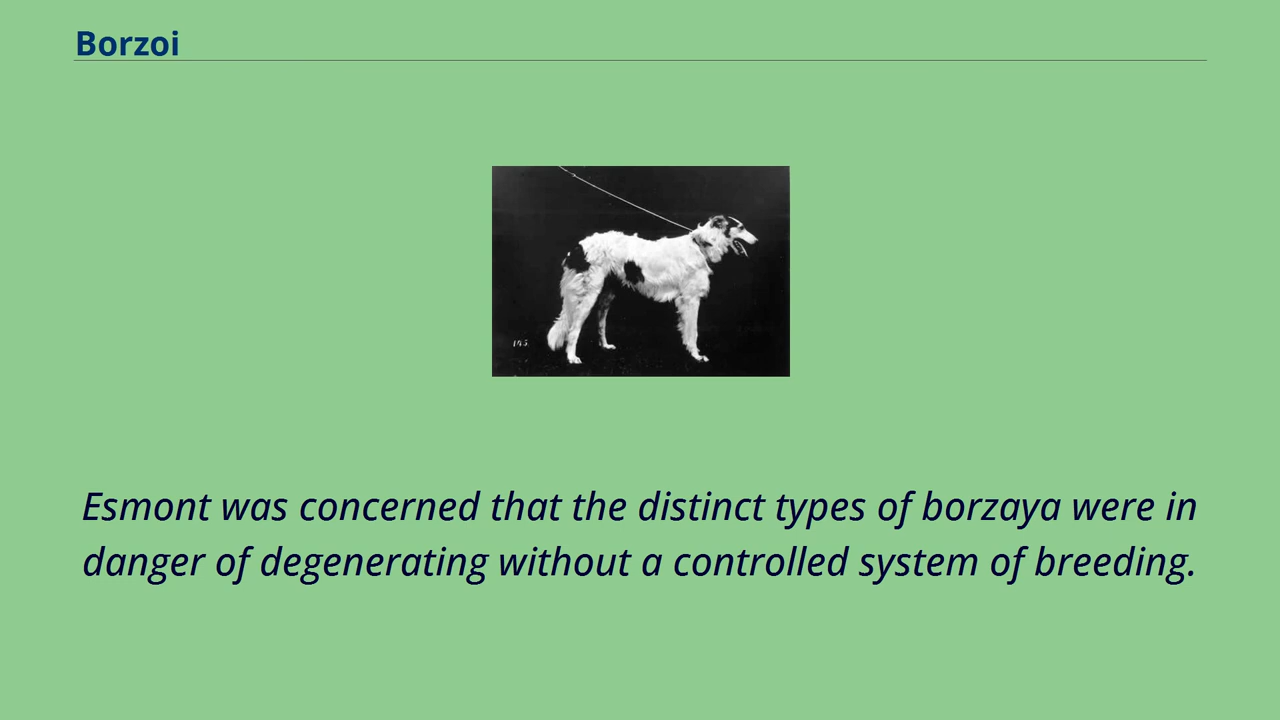 Borzoi
Esmont was concerned that the distinct types of borzaya were in
danger of degenerating without a controlled system of breeding.